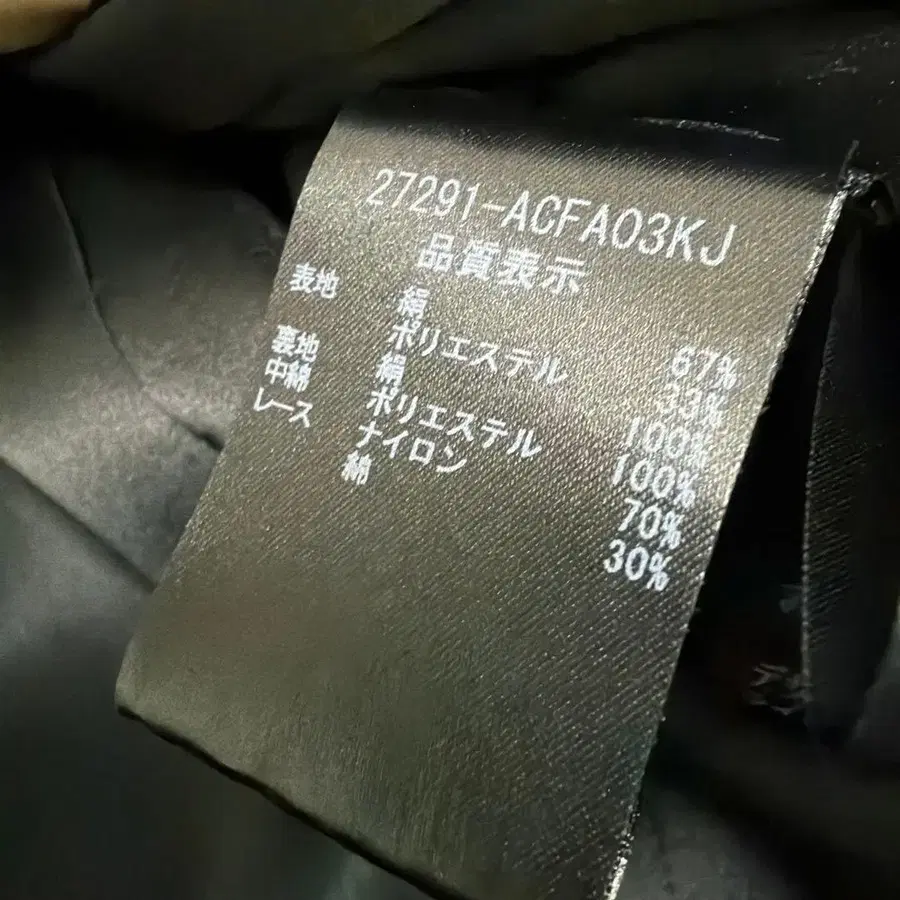 27291-ACFA03KJ
品質表示
表地 絹 67%
ポリエステル 33%
裏地 絹 100%
中綿 ポリエステル 100%
レース ナイロン 70%
綿 30%